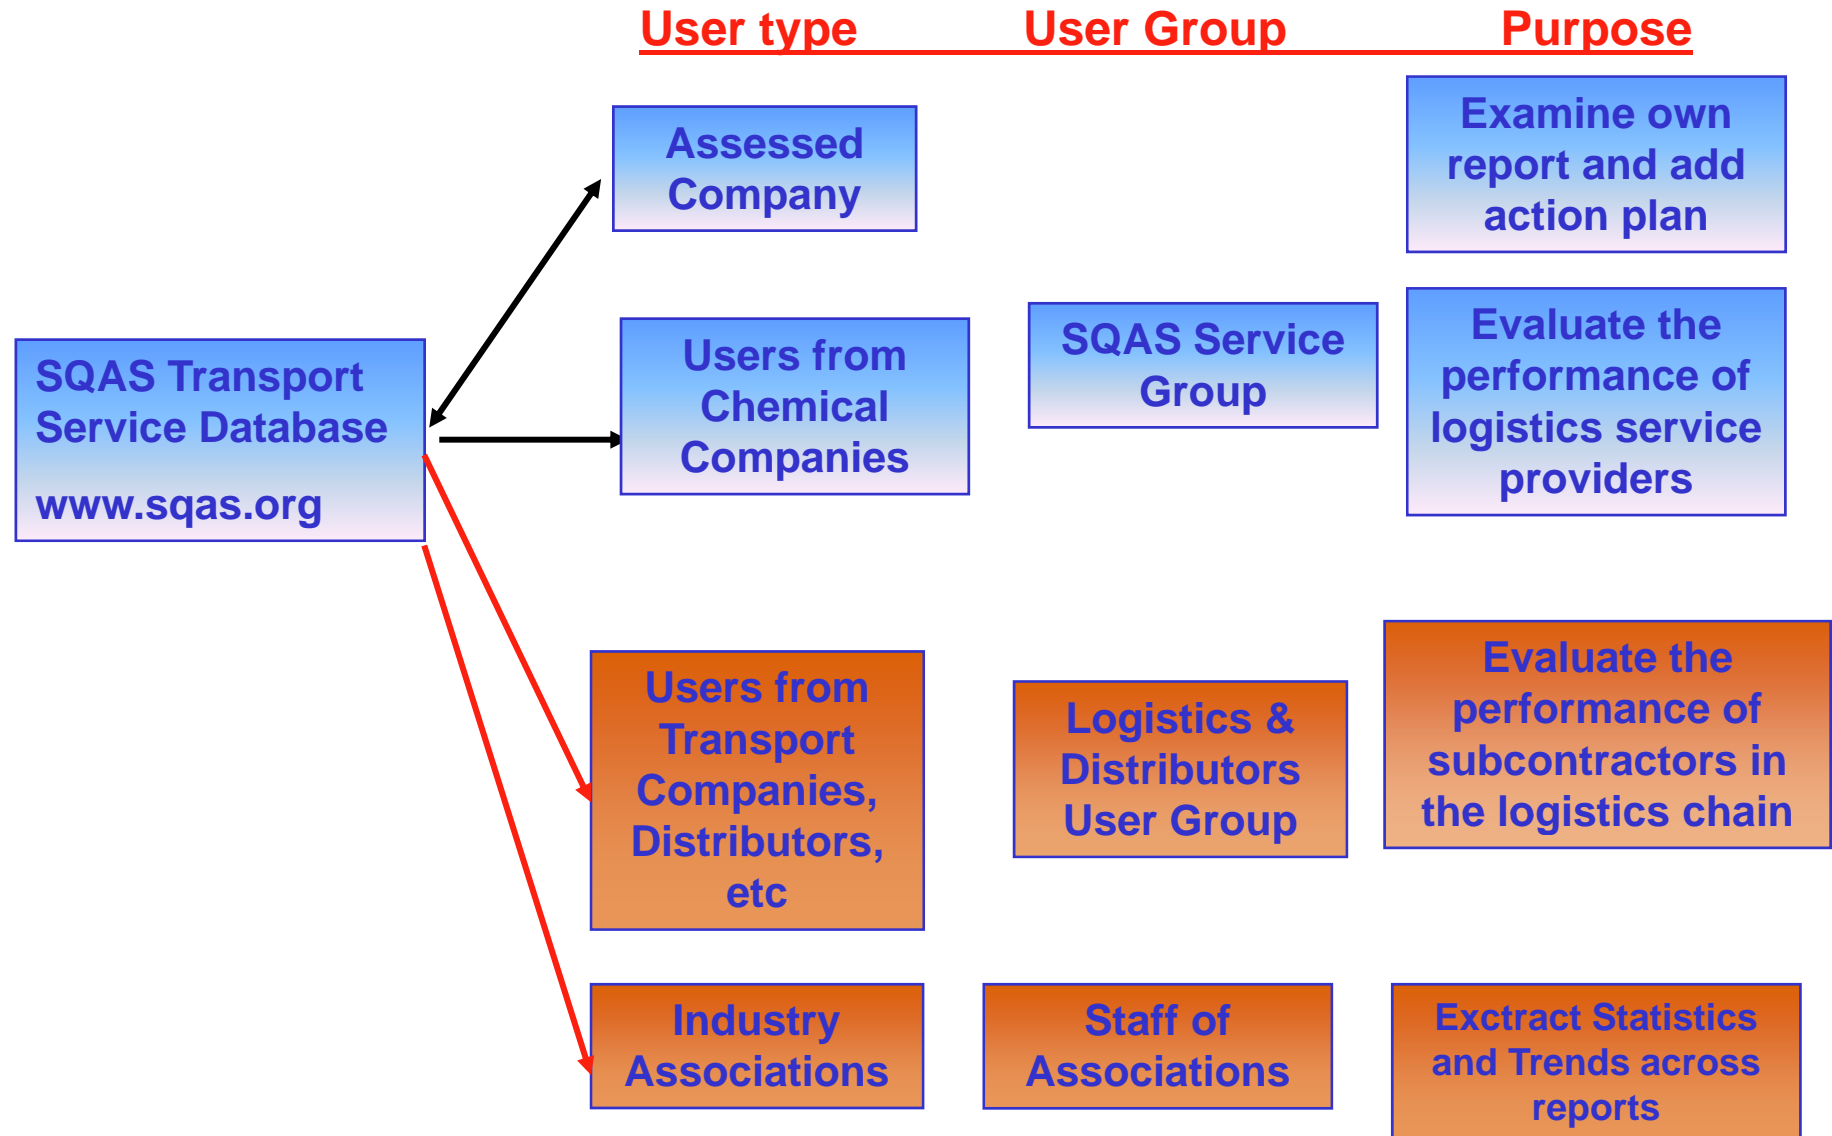 User type User Group Purpose
Assessed
Company
Examine own
report and add
action plan
SQAS Transport
Service Database
www.sqas.org
Users from
Chemical
Companies
SQAS Service
Group
Evaluate the
performance of
logistics service
providers
Users from
Transport
Companies,
Distributors,
etc
Logistics &
Distributors
User Group
Evaluate the
performance of
subcontractors in
the logistics chain
Industry
Associations
Staff of
Associations
Exctract Statistics
and Trends across
reports